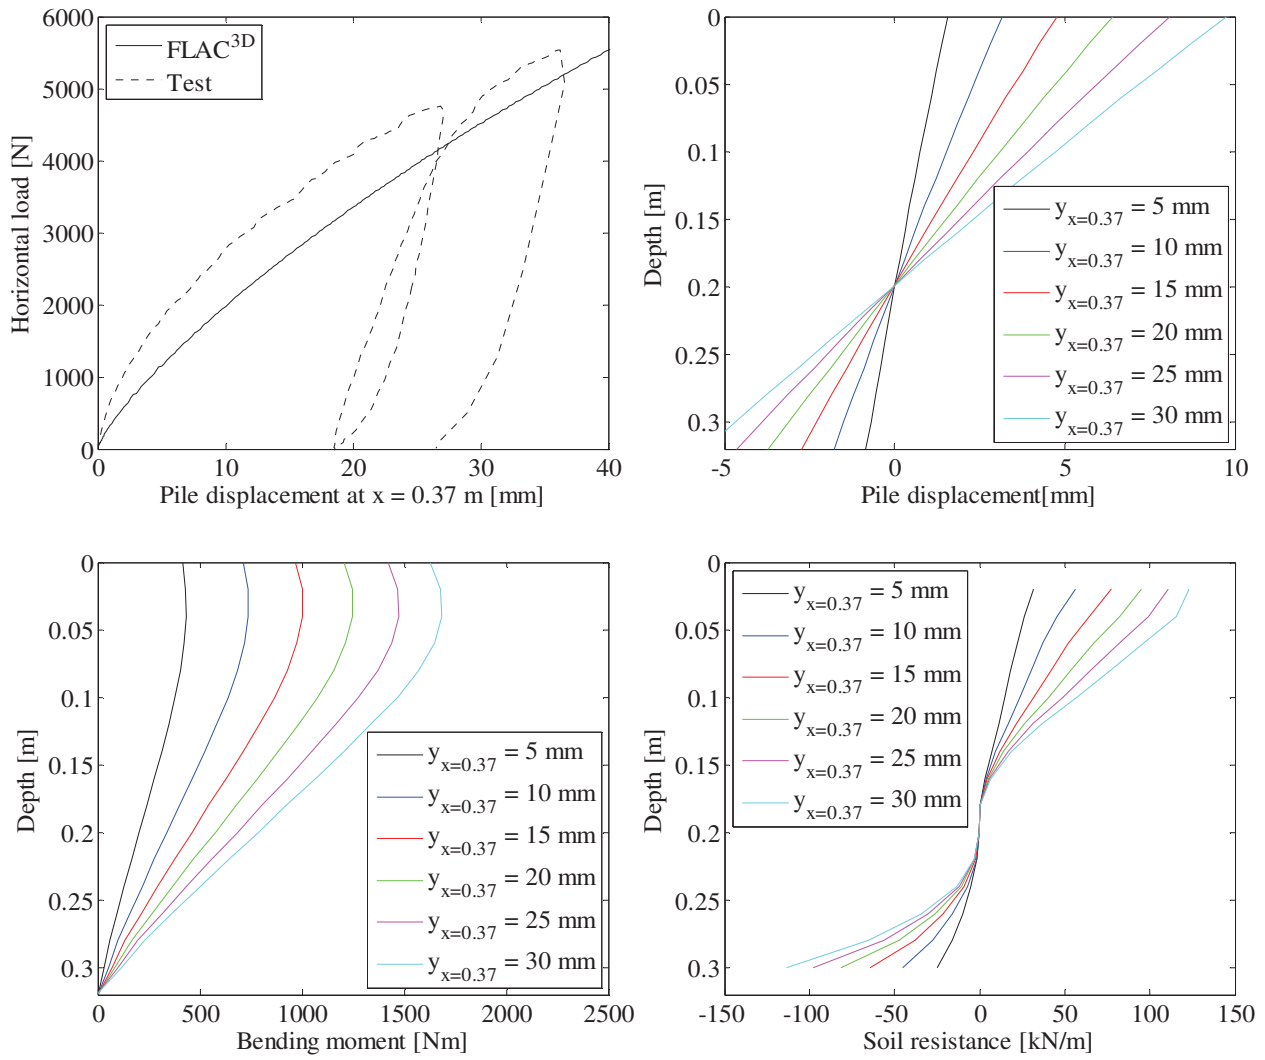 6000
5000
4000
3000
2000
1000
0
Horizontal load [N]
FLAC3D
Test
0 10 20 30 40
Pile displacement at x = 0.37 m [mm]
0
0.05
0.1
0.15
0.2
0.25
0.3
Depth [m]
yx=0.37 = 5 mm
yx=0.37 = 10 mm
yx=0.37 = 15 mm
yx=0.37 = 20 mm
yx=0.37 = 25 mm
yx=0.37 = 30 mm
-5 0 5 10
Pile displacement[mm]
0
0.05
0.1
0.15
0.2
0.25
0.3
Depth [m]
yx=0.37 = 5 mm
yx=0.37 = 10 mm
yx=0.37 = 15 mm
yx=0.37 = 20 mm
yx=0.37 = 25 mm
yx=0.37 = 30 mm
0 500 1000 1500 2000 2500
Bending moment [Nm]
0
0.05
0.1
0.15
0.2
0.25
0.3
Depth [m]
yx=0.37 = 5 mm
yx=0.37 = 10 mm
yx=0.37 = 15 mm
yx=0.37 = 20 mm
yx=0.37 = 25 mm
yx=0.37 = 30 mm
-150 -100 -50 0 50 100 150
Soil resistance [kN/m]